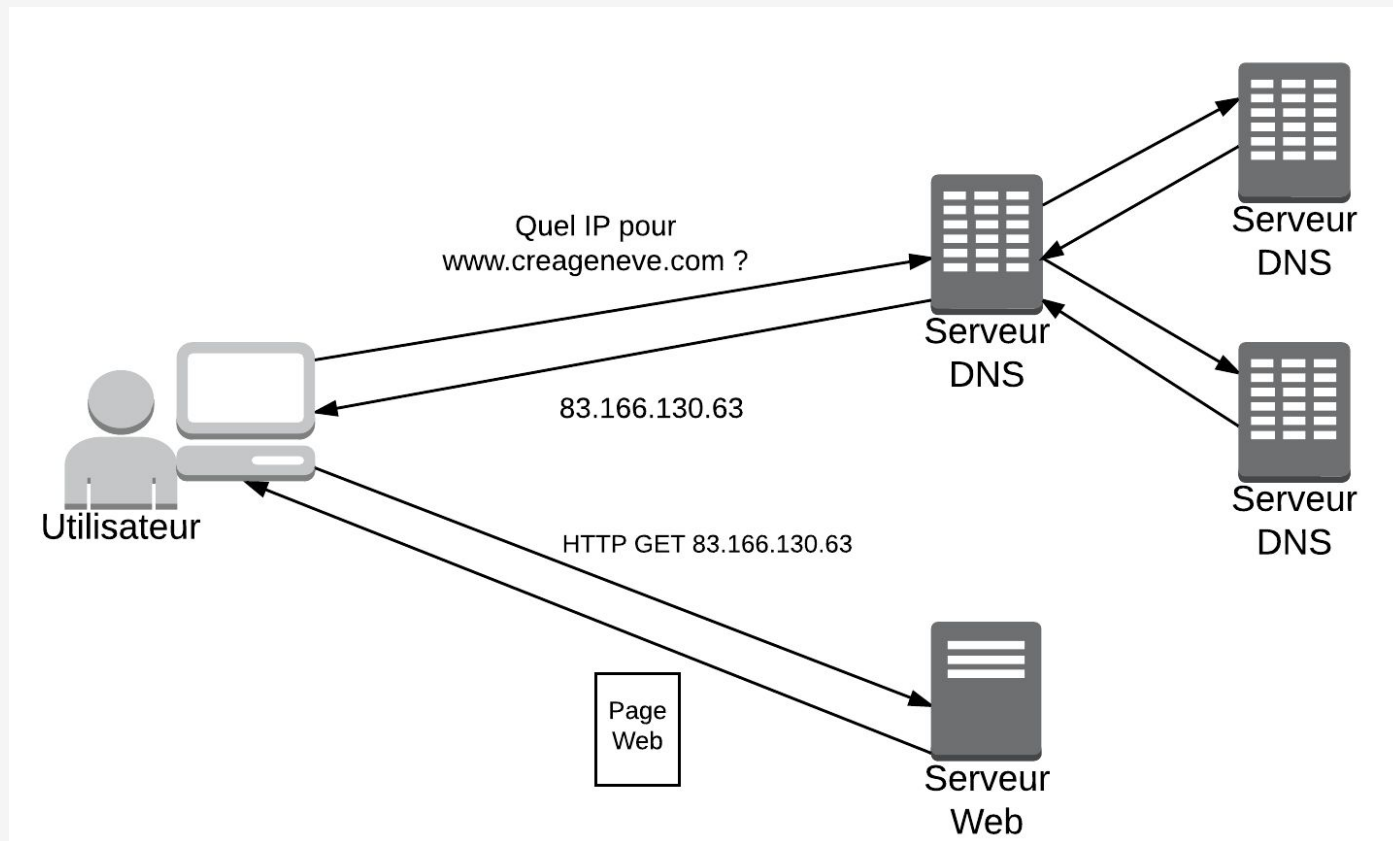 Quel IP pour
www.creageneve.com ?
83.166.130.63
Serveur
DNS
Serveur
DNS
Serveur
DNS
Utilisateur
HTTP GET 83.166.130.63
Page
Web
Serveur
Web